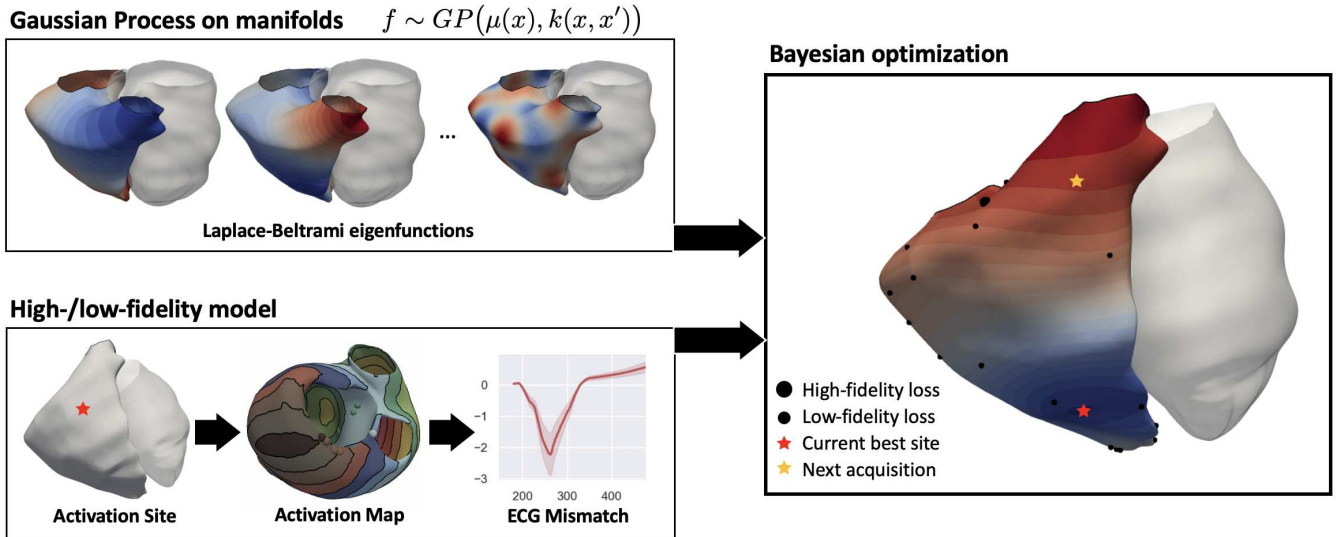 Gaussian Process on manifolds f ∼ GP(μ(x), k(x, x′))
...
Laplace-Beltrami eigenfunctions
High-/low-fidelity model
0
−1
−2
−3
200 300 400
Activation Site
Activation Map
ECG Mismatch
Bayesian optimization
High-fidelity loss
Low-fidelity loss
Current best site
Next acquisition